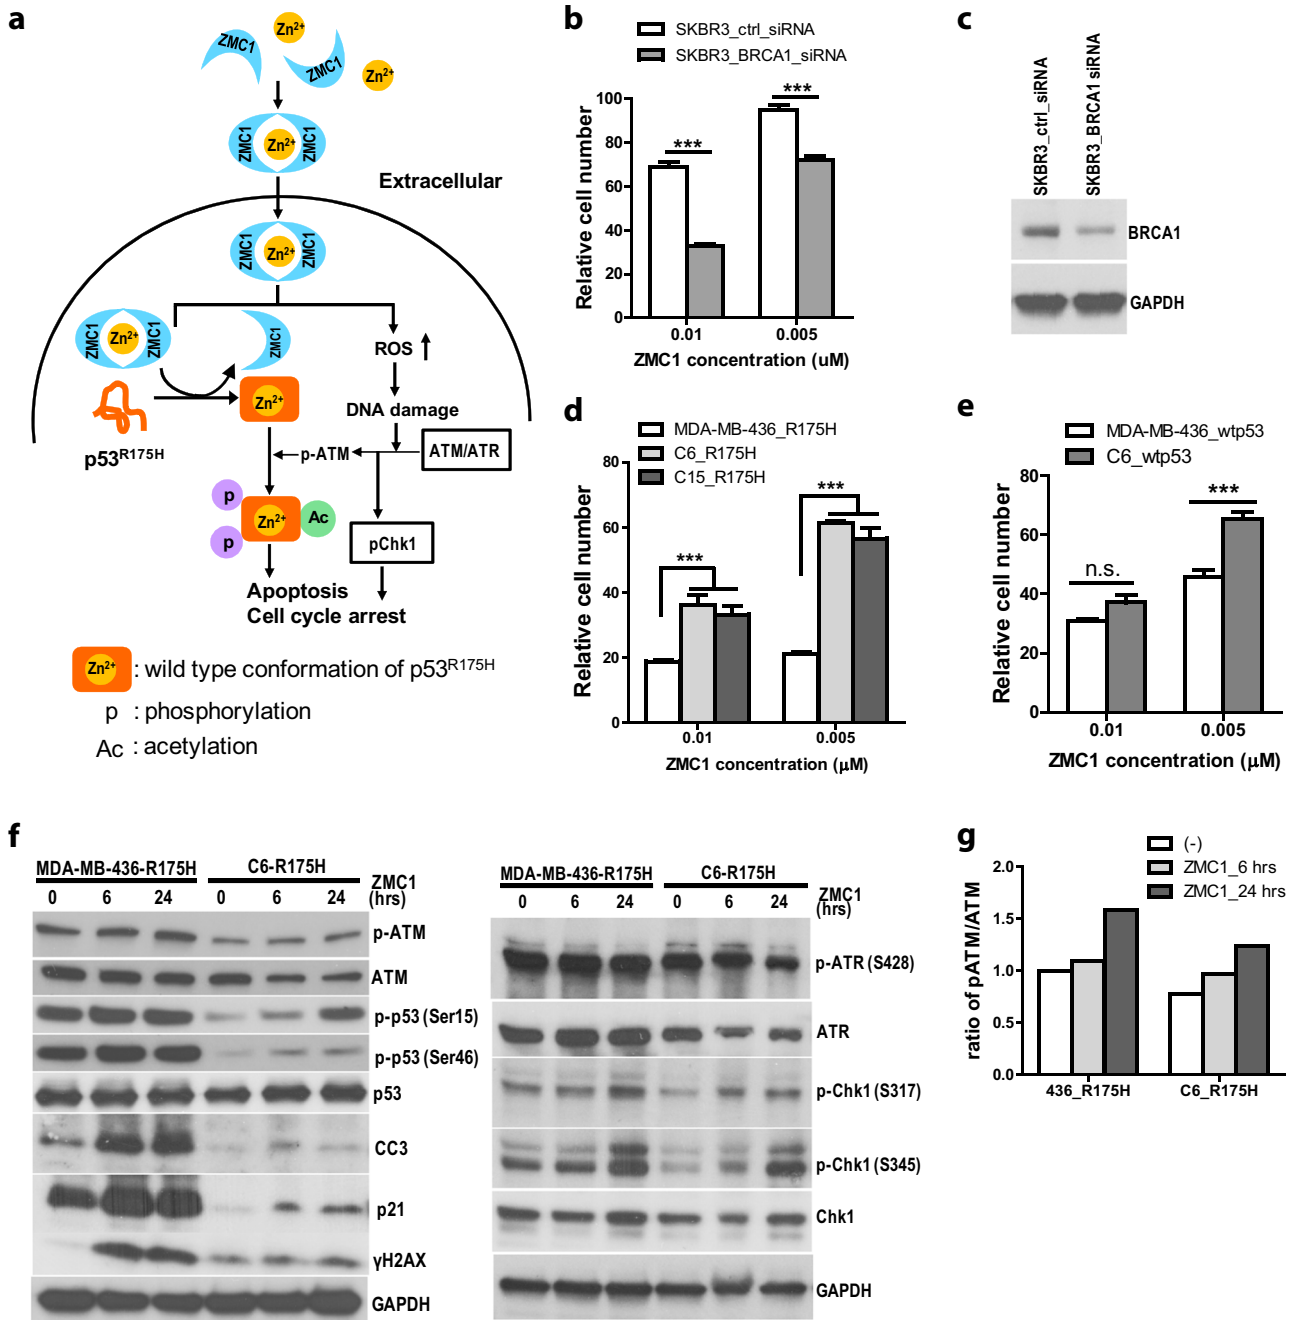 a
ZMC1
Zn2+
ZMC1
Zn2+
ZMC1
Zn2+
ZMC1
Extracellular
ZMC1
Zn2+
ZMC1
ZMC1
Zn2+
ZMC1
ZMC1
ROS
Zn2+
DNA damage
p53R175H
p-ATM
ATM/ATR
p
Zn2+
Ac
p
pChk1
Apoptosis
Cell cycle arrest
Zn2+ : wild type conformation of p53R175H
p : phosphorylation
Ac : acetylation
b
SKBR3_ctrl_siRNA
SKBR3_BRCA1_siRNA
Relative cell number
100
80
60
40
20
0
***
***
0.01
0.005
ZMC1 concentration (uM)
c
SKBR3_ctrl_siRNA
SKBR3_BRCA1 siRNA
BRCA1
GAPDH
d
MDA-MB-436_R175H
C6_R175H
C15_R175H
Relative cell number
80
60
40
20
0
***
***
0.01
0.005
ZMC1 concentration (μM)
e
MDA-MB-436_wtp53
C6_wtp53
Relative cell number
80
60
40
20
0
n.s.
***
0.01
0.005
ZMC1 concentration (μM)
f
MDA-MB-436-R175H
C6-R175H
ZMC1
(hrs)
0 6 24 0 6 24
p-ATM
ATM
p-p53 (Ser15)
p-p53 (Ser46)
p53
CC3
p21
γH2AX
GAPDH
MDA-MB-436-R175H
C6-R175H
ZMC1
(hrs)
0 6 24 0 6 24
p-ATR (S428)
ATR
p-Chk1 (S317)
p-Chk1 (S345)
Chk1
GAPDH
g
(-)
ZMC1_6 hrs
ZMC1_24 hrs
ratio of pATM/ATM
2.0
1.5
1.0
0.5
0.0
436_R175H
C6_R175H